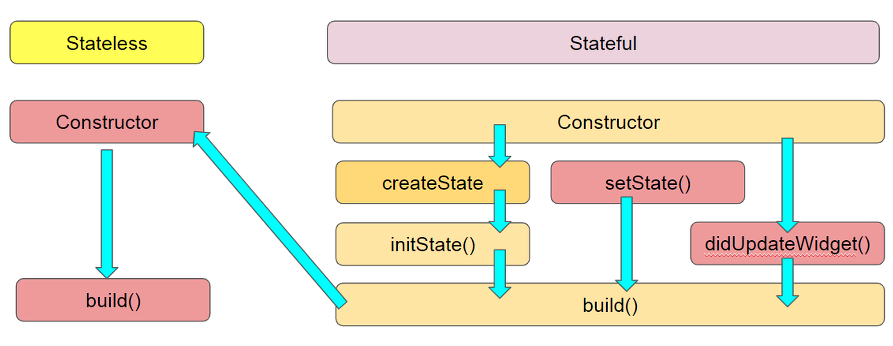 Stateless
Stateful
Constructor
Constructor
createState
setState()
initState()
didUpdateWidget()
build()
build()